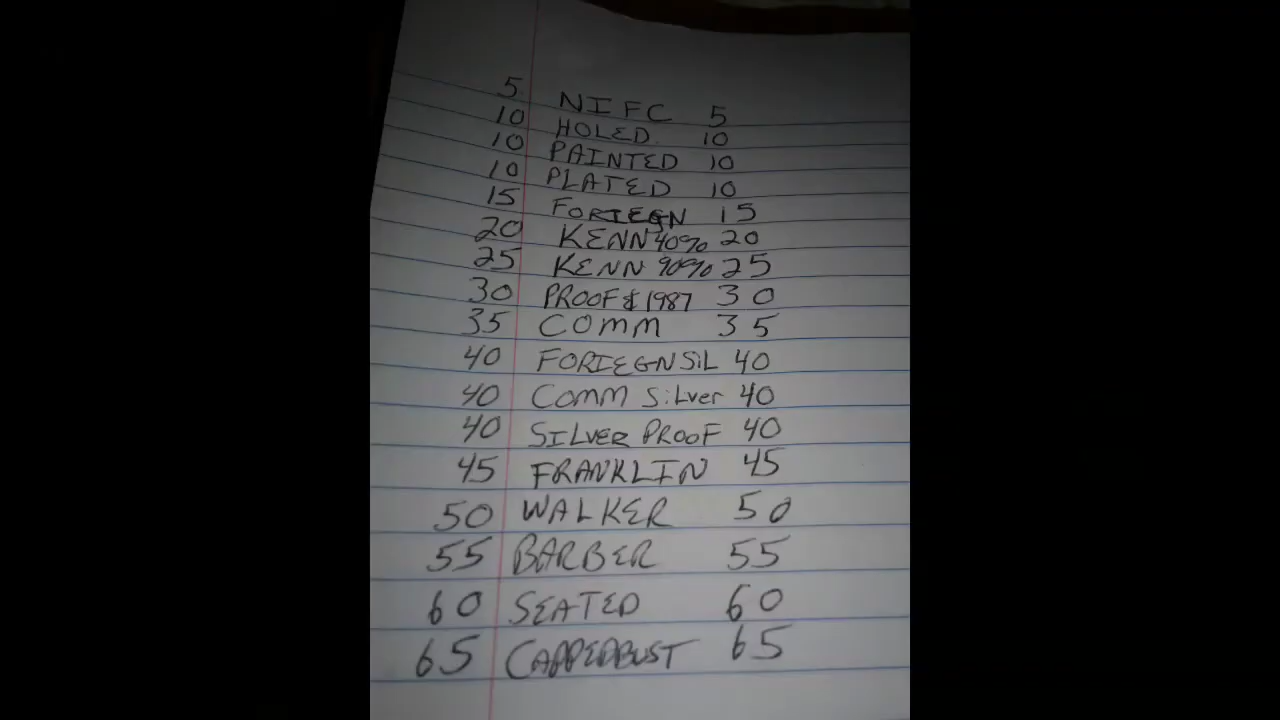 5 NIFC 5
10 HOLED 10
10 PAINTED 10
10 PLATED 10
15 FORIEGN 15
20 KENN 40% 20
25 KENN 90% 25
30 PROOF & 1987 30
35 COMM 35
40 FORIEGN SIL 40
40 COMM SiLver 40
40 SILVER PROOF 40
45 FRANKLIN 45
50 WALKER 50
55 BARBER 55
60 SEATED 60
65 CAPPEDBUST 65